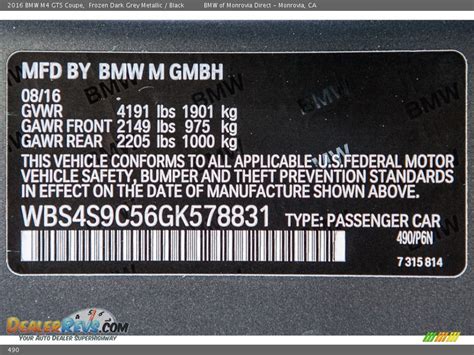 2016 BMW M4 GTS Coupe, Frozen Dark Grey Metallic / Black BMW of Monrovia Direct - Monrovia, CA
MFD BY BMW M GMBH
08/16
GVWR 4191 lbs 1901 kg
GAWR FRONT 2149 lbs 975 kg
GAWR REAR 2205 lbs 1000 kg
THIS VEHICLE CONFORMS TO ALL APPLICABLE U.S.FEDERAL MOTOR
VEHICLE SAFETY, BUMPER AND THEFT PREVENTION STANDARDS
IN EFFECT ON THE DATE OF MANUFACTURE SHOWN ABOVE.
WBS4S9C56GK578831 TYPE: PASSENGER CAR
490/P6N
7 315 814
DealerRevs.com
Your Auto Dealer SuperHighway
490
DealerRevs.com